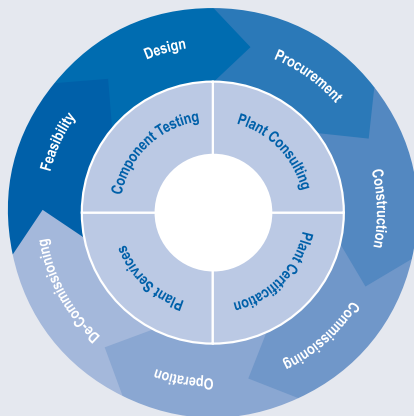 Feasibility
Design
Procurement
Construction
Commissioning
Operation
De-Commissioning
Component Testing
Plant Consulting
Plant Certification
Plant Services